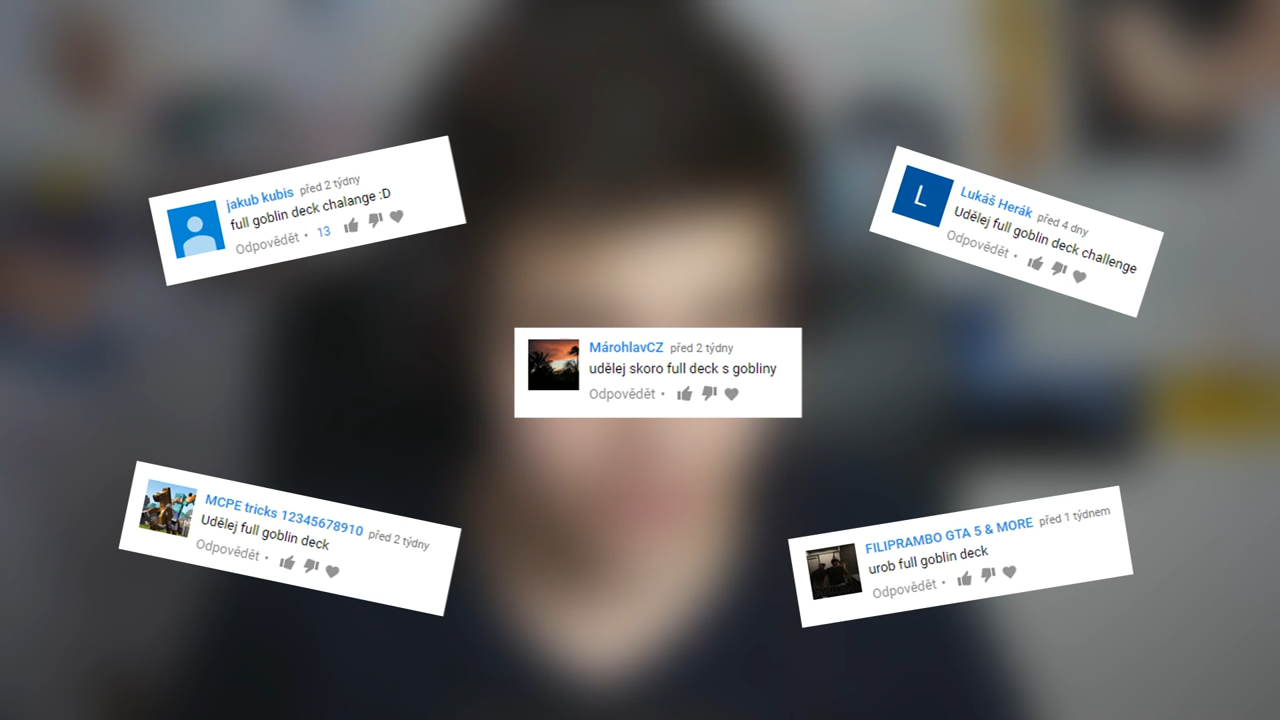 jakub kubis před 2 týdny
full goblin deck chalange :D
Odpovědět • 13
Lukáš Herák před 4 dny
Udělej full goblin deck challenge
Odpovědět •
L
MárohlavCZ před 2 týdny
udělej skoro full deck s gobliny
Odpovědět •
MCPE tricks 12345678910 před 2 týdny
Udělej full goblin deck
Odpovědět •
FILIPRAMBO GTA 5 & MORE před 1 týdnem
urob full goblin deck
Odpovědět •